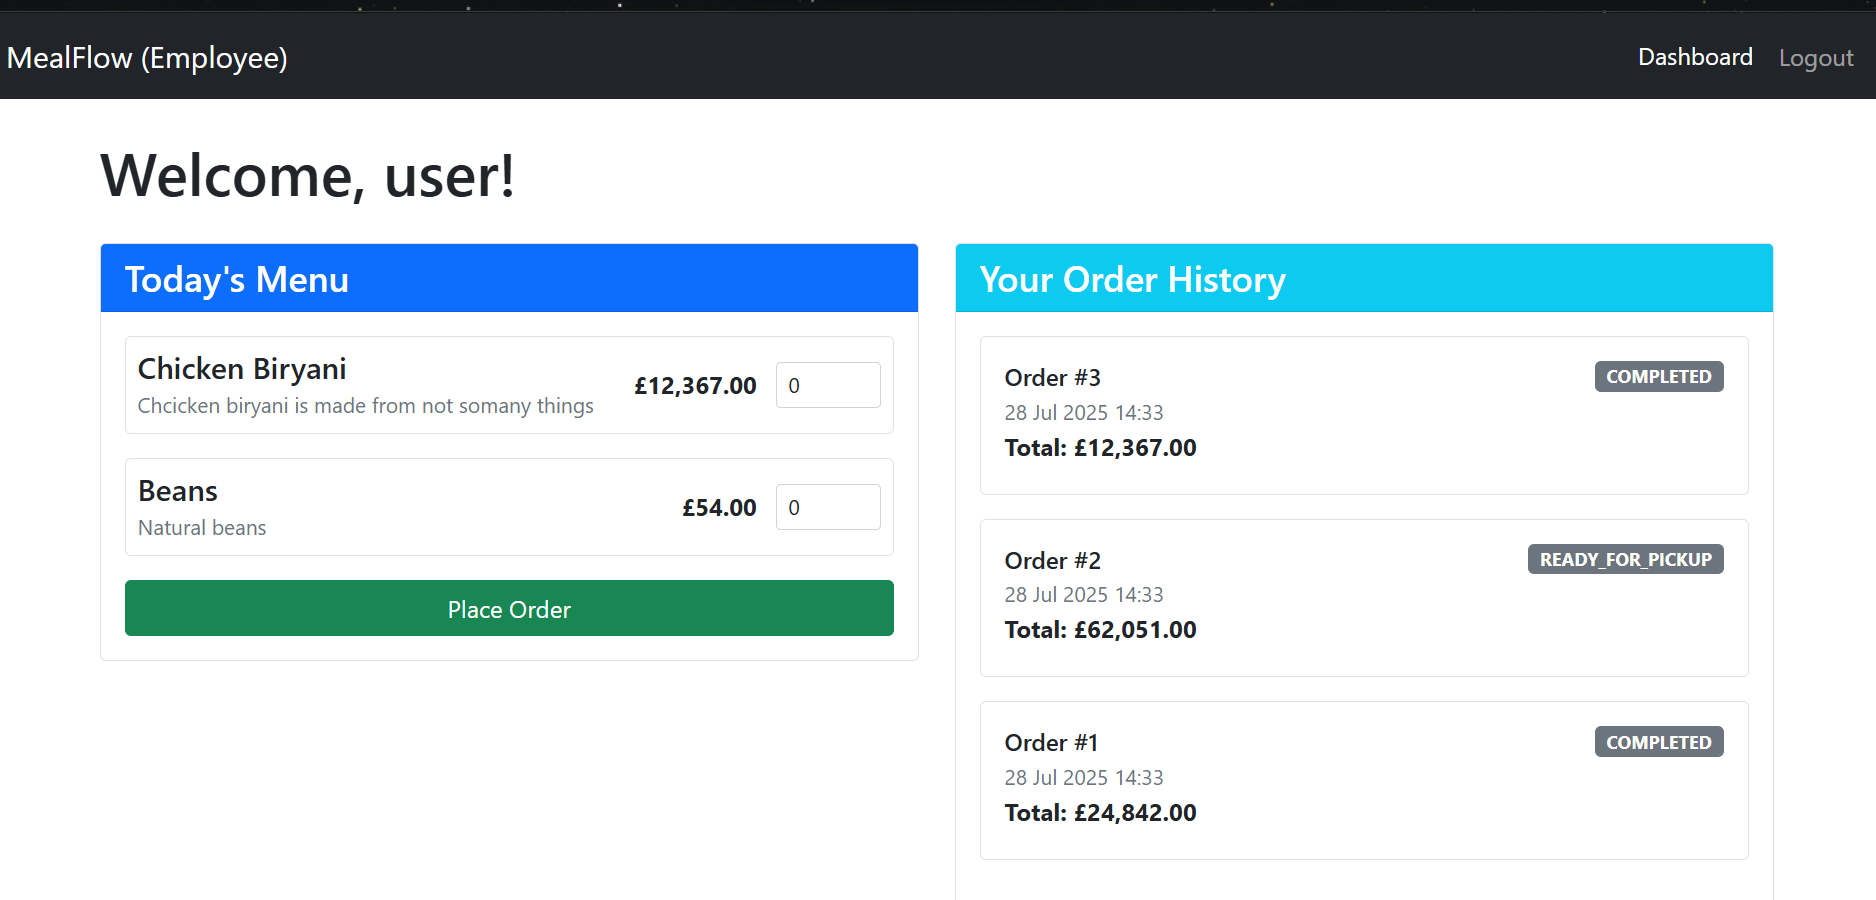 MealFlow (Employee)
Dashboard
Logout
Welcome, user!
Today's Menu
Chicken Biryani
Chcicken biryani is made from not somany things
£12,367.00
0
Beans
Natural beans
£54.00
0
Place Order
Your Order History
Order #3
COMPLETED
28 Jul 2025 14:33
Total: £12,367.00
Order #2
READY_FOR_PICKUP
28 Jul 2025 14:33
Total: £62,051.00
Order #1
COMPLETED
28 Jul 2025 14:33
Total: £24,842.00